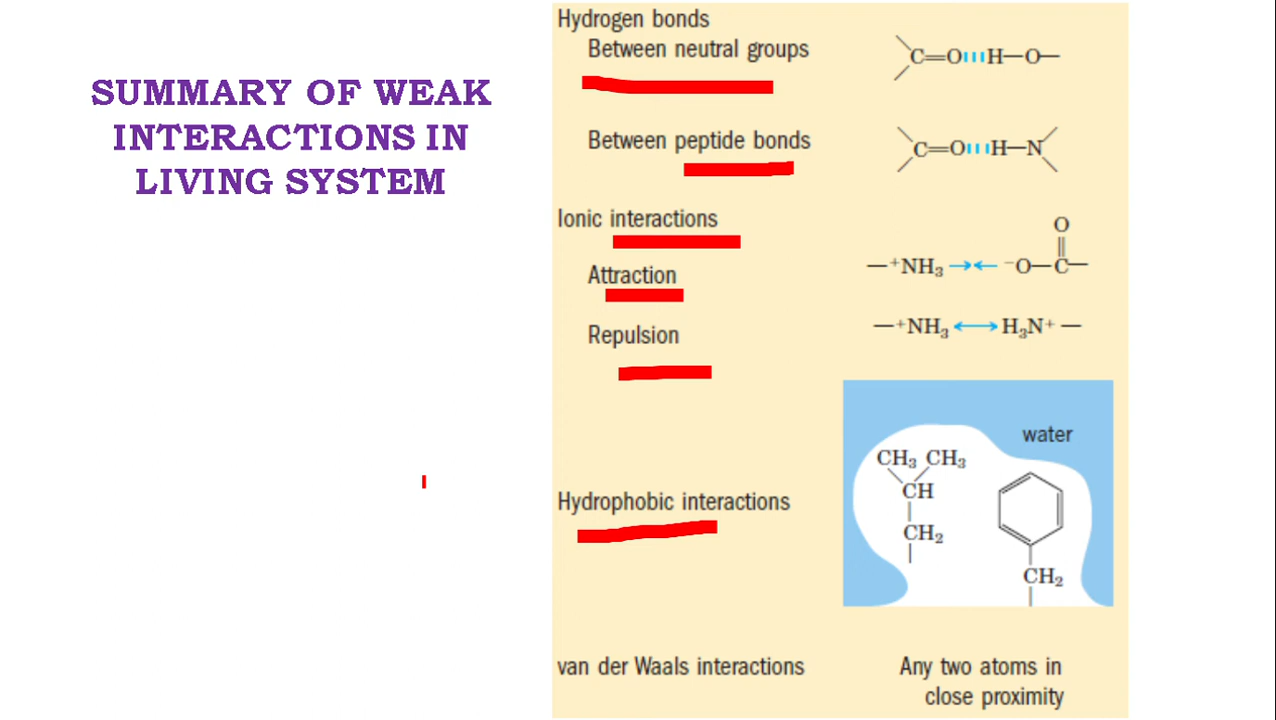 SUMMARY OF WEAK
INTERACTIONS IN
LIVING SYSTEM
Hydrogen bonds
Between neutral groups
C=O H—O—
Between peptide bonds
C=O H—N
Ionic interactions
Attraction
O
—⁺NH₃ →← ⁻O—C—
Repulsion
—⁺NH₃ ↔ H₃N⁺ —
Hydrophobic interactions
water
CH₃ CH₃
CH
CH₂
CH₂
van der Waals interactions
Any two atoms in
close proximity